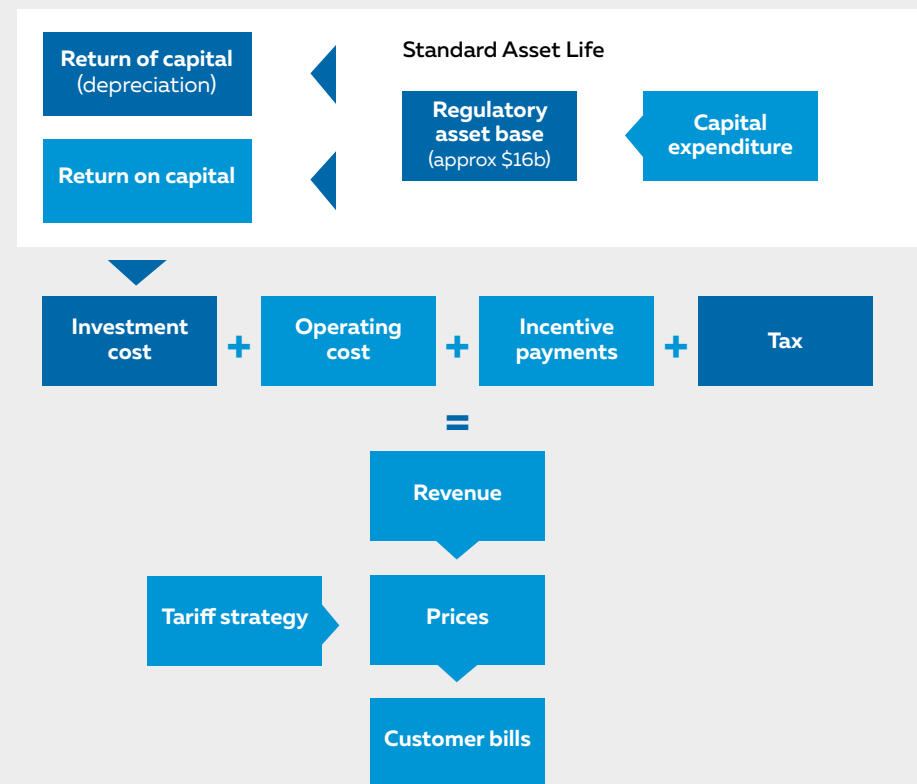 Return of capital
(depreciation)
Standard Asset Life
Regulatory
asset base
(approx $16b)
Capital
expenditure
Return on capital
Investment
cost
+
Operating
cost
+
Incentive
payments
+
Tax
=
Revenue
Tariff strategy
Prices
Customer bills